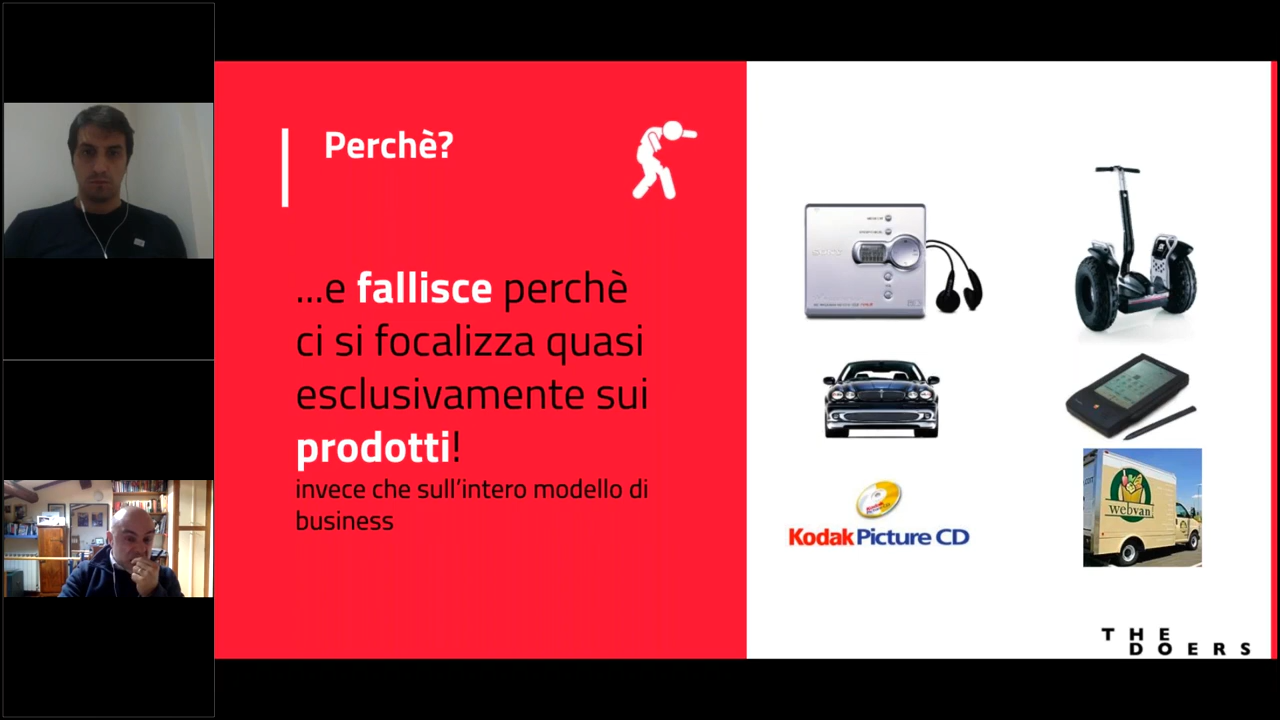 Perchè?
...e fallisce perchè
ci si focalizza quasi
esclusivamente sui
prodotti!
invece che sull'intero modello di
business
webvan
Kodak Picture CD
THE
DOERS